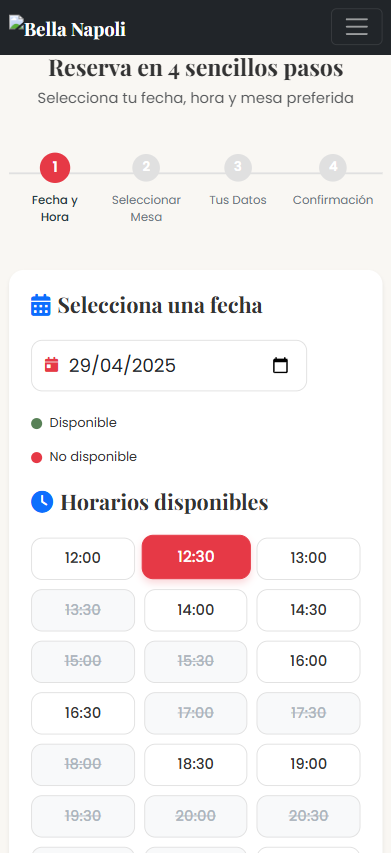 Bella Napoli
Reserva en 4 sencillos pasos
Selecciona tu fecha, hora y mesa preferida
1 2 3 4
Fecha y Hora Seleccionar Mesa Tus Datos Confirmación
Selecciona una fecha
29/04/2025
Disponible
No disponible
Horarios disponibles
12:00 12:30 13:00
13:30 14:00 14:30
15:00 15:30 16:00
16:30 17:00 17:30
18:00 18:30 19:00
19:30 20:00 20:30